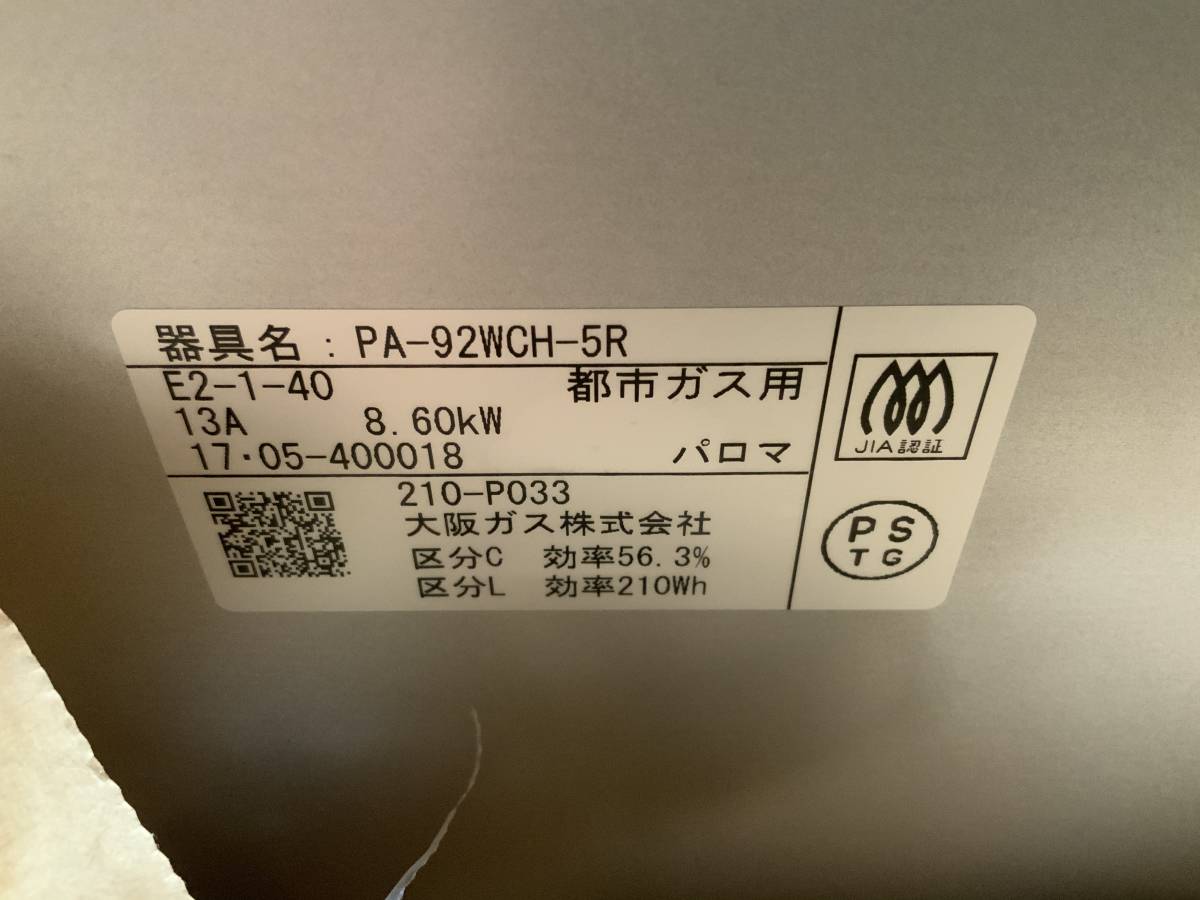 器具名 : PA-92WCH-5R
E2-1-40 都市ガス用
13A 8.60kW
17・05-400018 パロマ
210-P033
大阪ガス株式会社
区分C 効率56.3%
区分L 効率210Wh
JIA認証
PS
TG